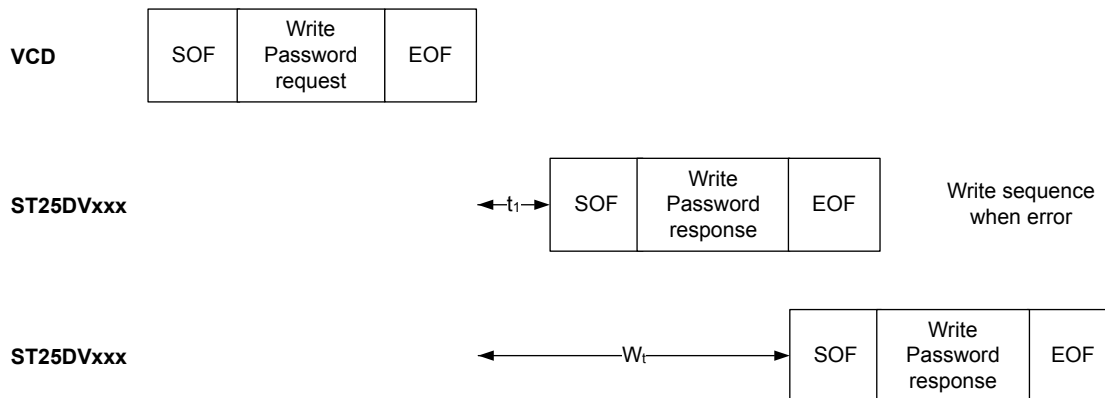 VCD
SOF
Write
Password
request
EOF
ST25DVxxx
t₁
SOF
Write
Password
response
EOF
Write sequence
when error
ST25DVxxx
Wₜ
SOF
Write
Password
response
EOF